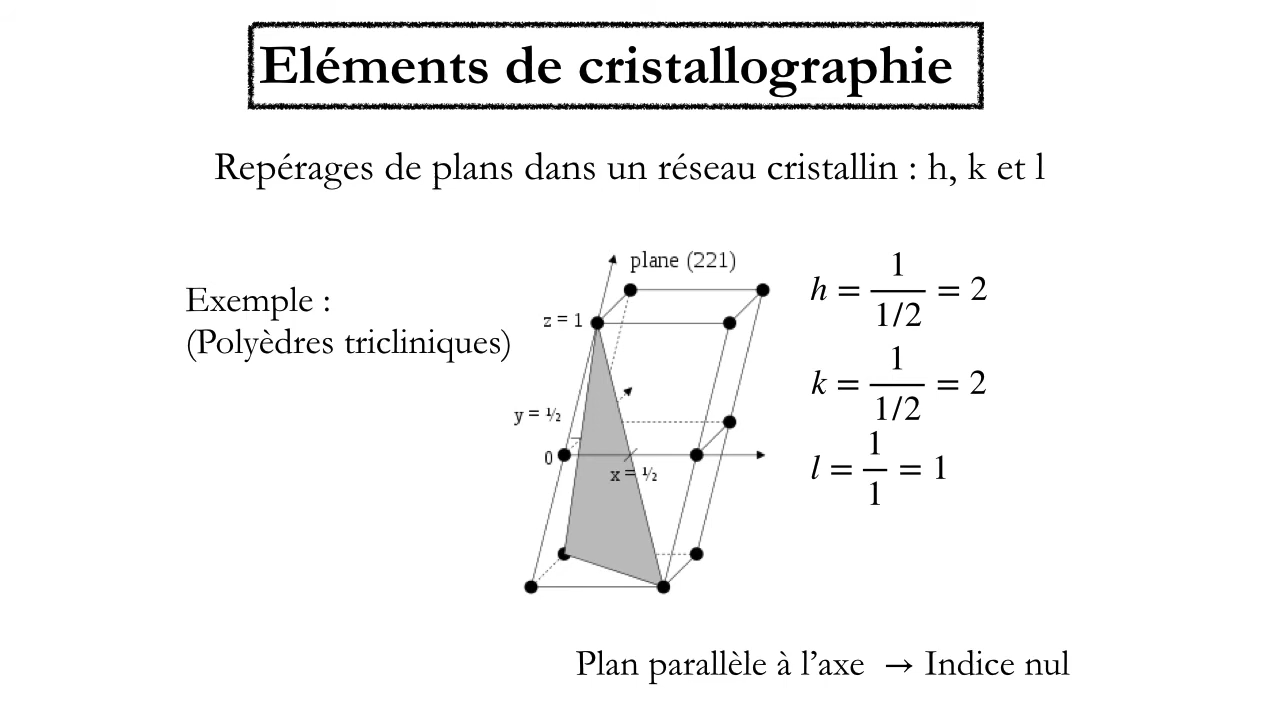 Eléments de cristallographie
Repérages de plans dans un réseau cristallin : h, k et l
Exemple :
(Polyèdres tricliniques)
plane (221)
z = 1
y = ½
0
x = ½
h = 1/(1/2) = 2
k = 1/(1/2) = 2
l = 1/1 = 1
Plan parallèle à l’axe → Indice nul